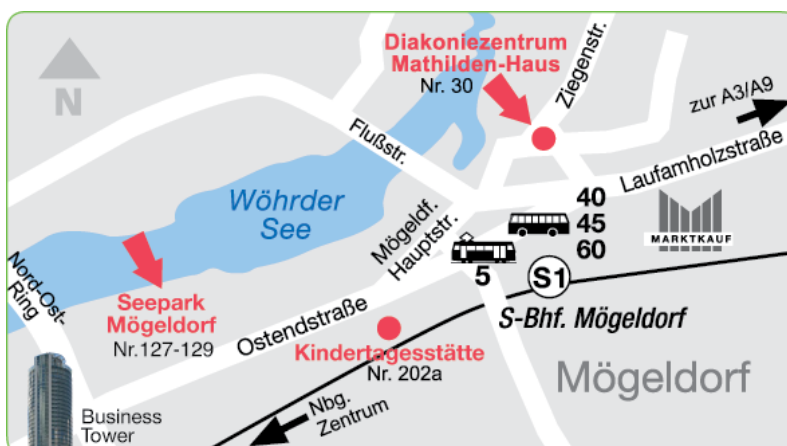 Diakoniezentrum
Mathilden-Haus
Nr. 30
Ziegenstr.
zur A3/A9
N
Flußstr.
Laufamholzstraße
Wöhrder
See
Mögeldf.
Hauptstr.
40
45
60
MARKTKAUF
5
S1
S-Bhf. Mögeldorf
Nord-Ost-
Ring
Seepark
Mögeldorf
Nr.127-129
Ostendstraße
Kindertagesstätte
Nr. 202a
Mögeldorf
Nbg.
Zentrum
Business
Tower